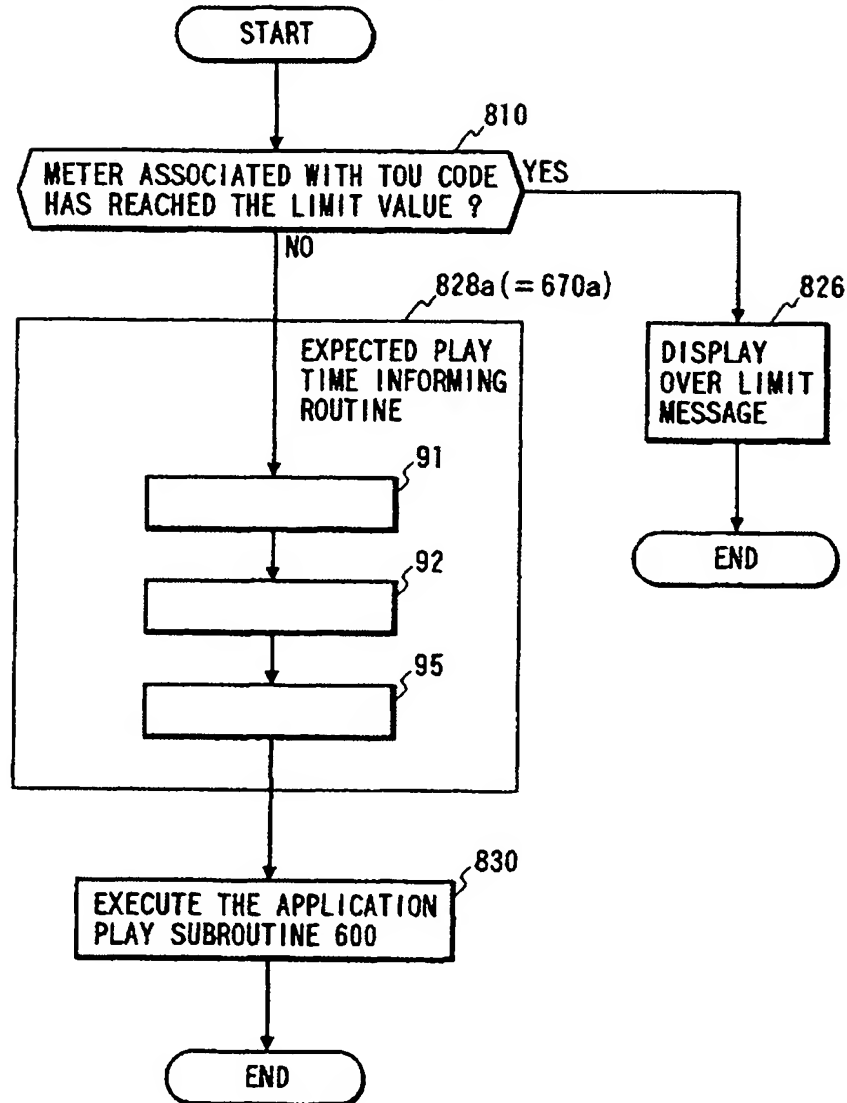 START
810
METER ASSOCIATED WITH TOU CODE
HAS REACHED THE LIMIT VALUE ?
YES
NO
828a(=670a)
826
EXPECTED PLAY
TIME INFORMING
ROUTINE
DISPLAY
OVER LIMIT
MESSAGE
91
92
END
95
830
EXECUTE THE APPLICATION
PLAY SUBROUTINE 600
END